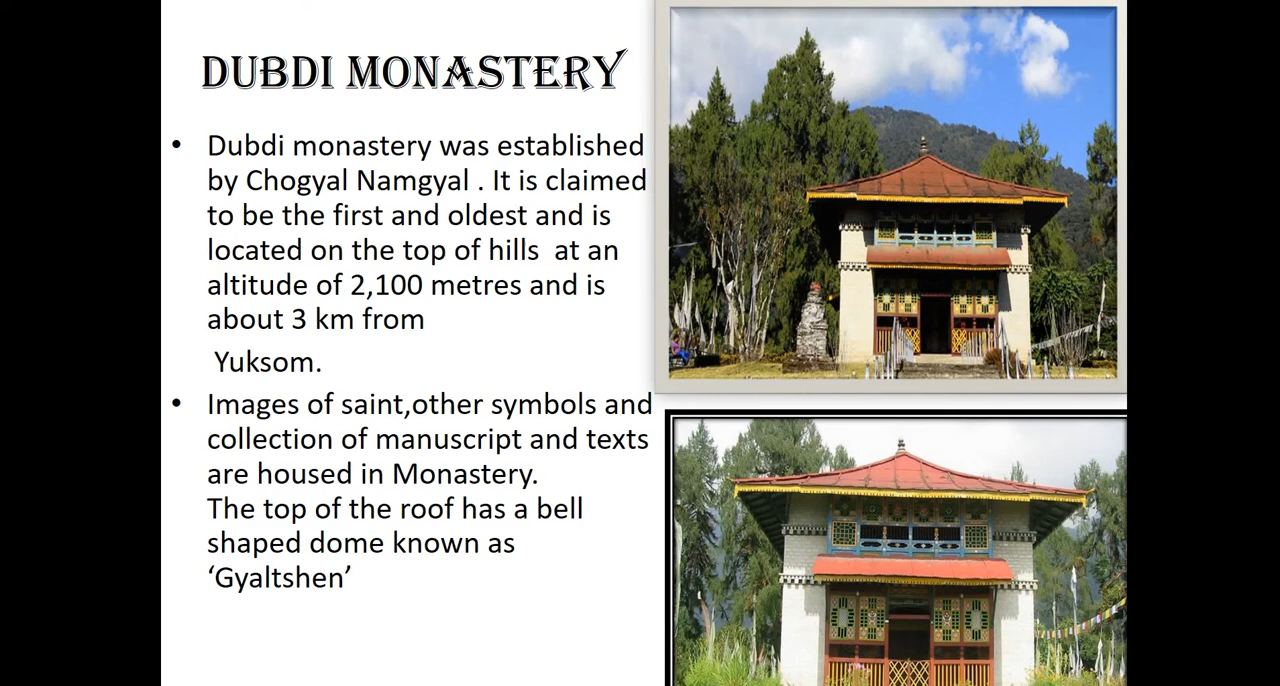 DUBDI MONASTERY
• Dubdi monastery was established
by Chogyal Namgyal . It is claimed
to be the first and oldest and is
located on the top of hills  at an
altitude of 2,100 metres and is
about 3 km from
Yuksom.
• Images of saint,other symbols and
collection of manuscript and texts
are housed in Monastery.
The top of the roof has a bell
shaped dome known as
‘Gyaltshen’